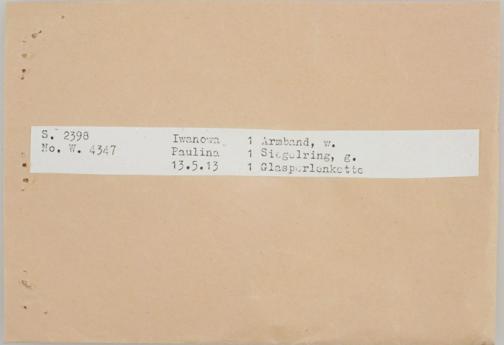 S. 2398 Iwanowa 1 Armband, w.
No. W. 4347 Paulina 1 Siegelring, g.
13.5.13 1 Glasperlenkette